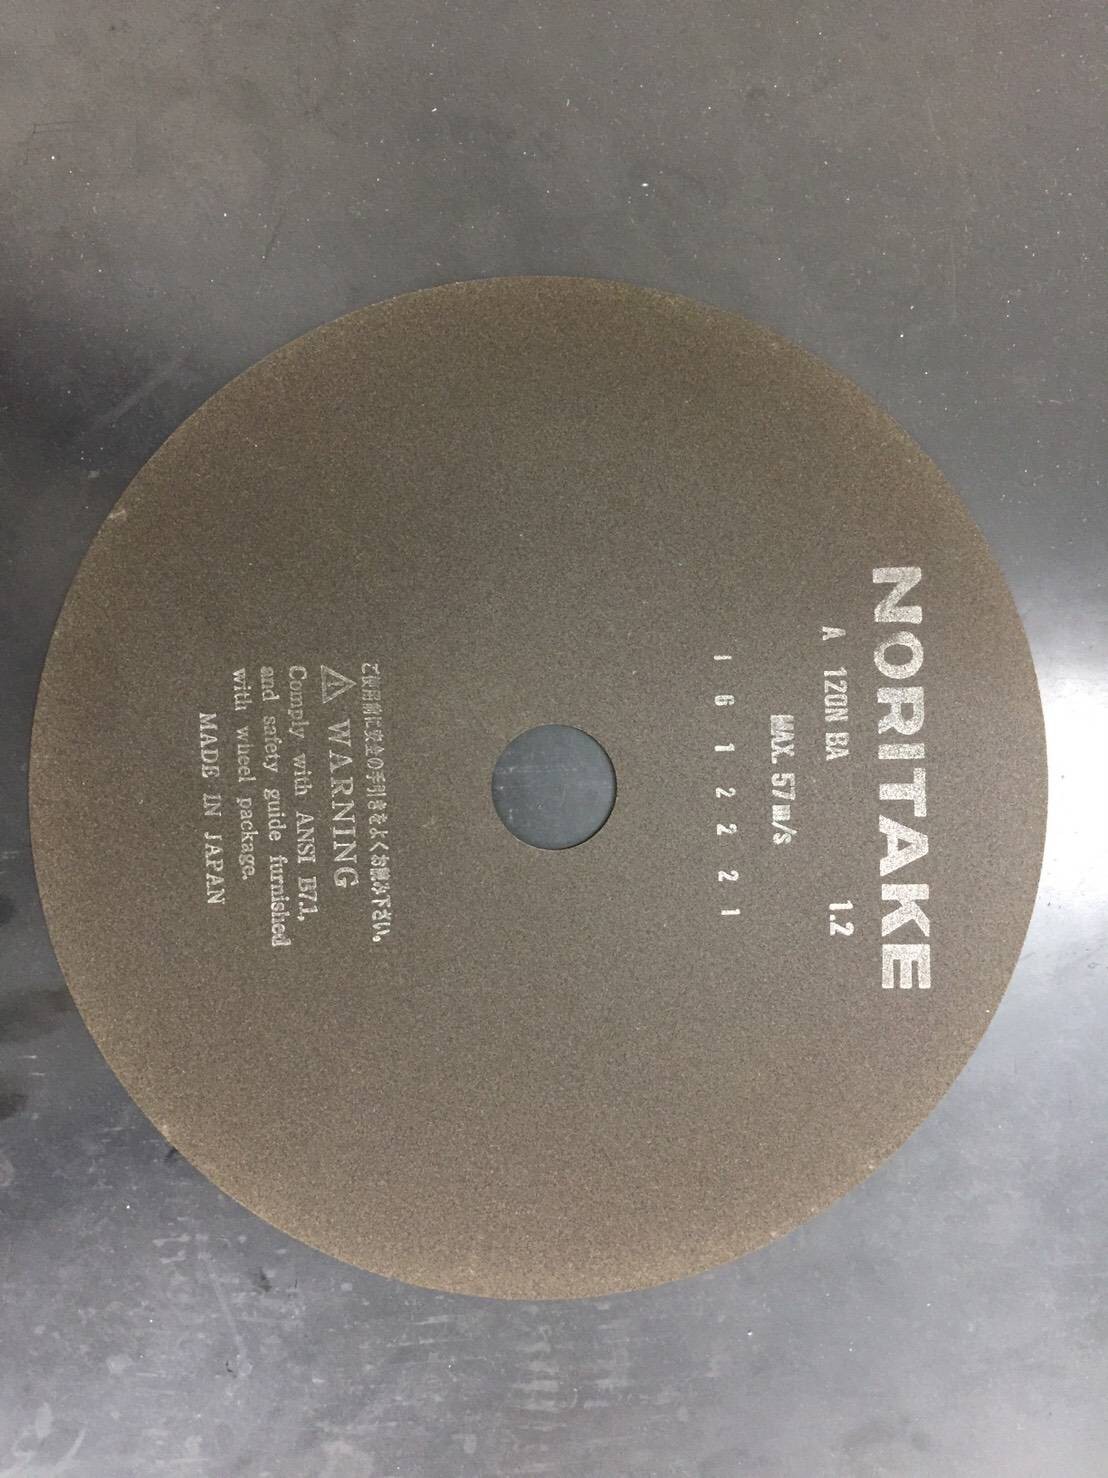 NORITAKE
A 120N BA 1.2
MAX. 57m/s
1 6 1 2 2 2 1
ご使用前に安全の手引きをよくお読み下さい。
⚠ WARNING
Comply with ANSI B7.1,
and safety guide furnished
with wheel package.
MADE IN JAPAN